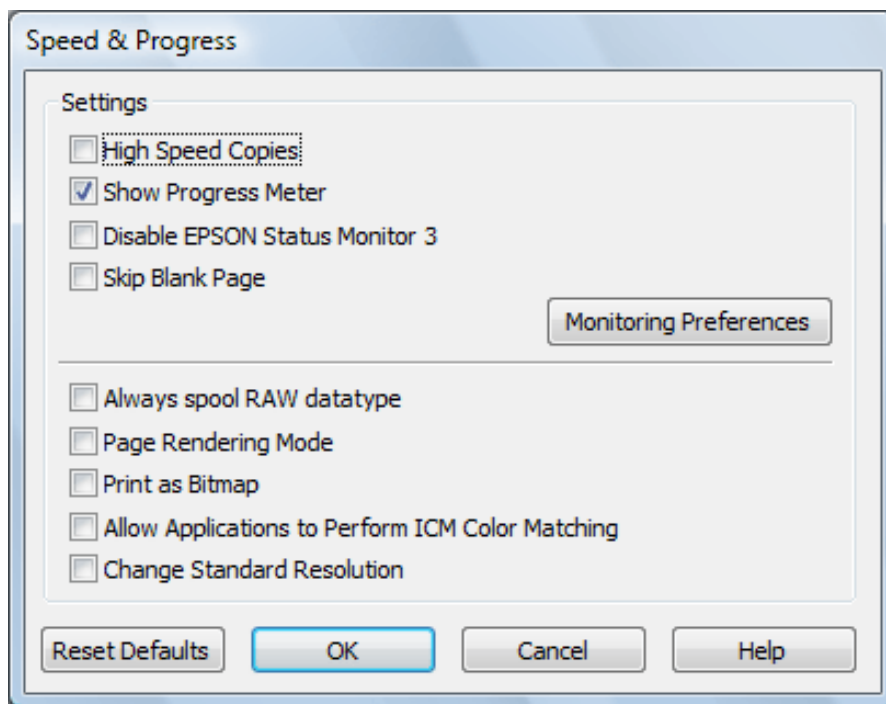 Speed & Progress
Settings
High Speed Copies
Show Progress Meter
Disable EPSON Status Monitor 3
Skip Blank Page
Monitoring Preferences
Always spool RAW datatype
Page Rendering Mode
Print as Bitmap
Allow Applications to Perform ICM Color Matching
Change Standard Resolution
Reset Defaults OK Cancel Help